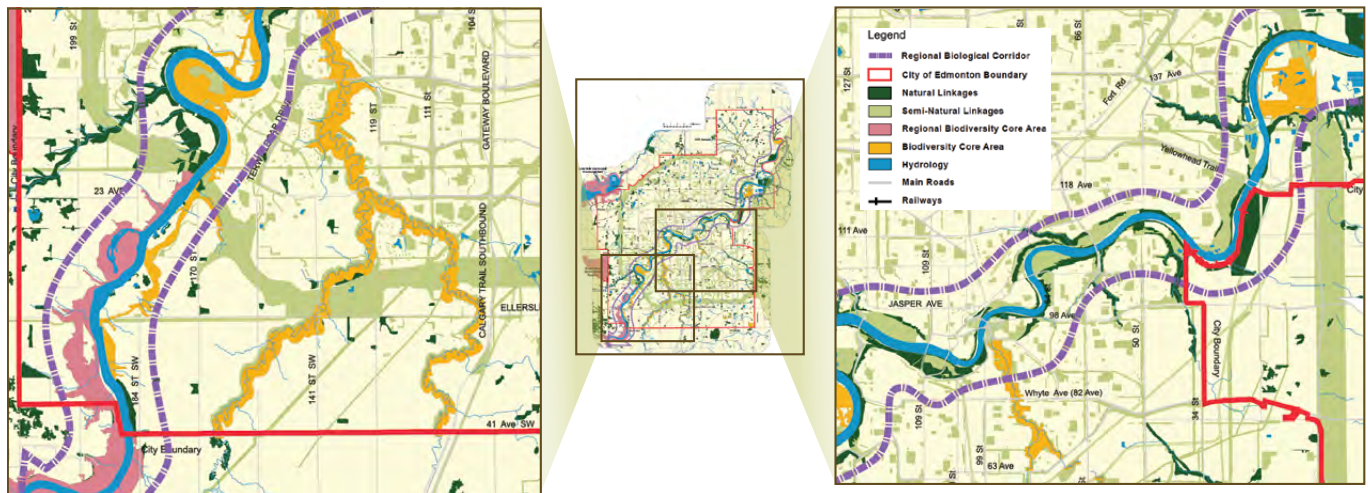 199 St
104 St
GATEWAY BOULEVARD
111 St
119 ST
City Boundary
23 AVE
170 ST
CALGARY TRAIL SOUTHBOUND
ELLERSLI
184 ST SW
141 ST SW
41 Ave SW
City Boundary
Legend
Regional Biological Corridor
City of Edmonton Boundary
Natural Linkages
Semi-Natural Linkages
Regional Biodiversity Core Area
Biodiversity Core Area
Hydrology
Main Roads
Railways
66 St
127 St
137 Ave
Fort Rd
Yellowhead Trail
118 Ave
City
111 Ave
109 St
JASPER AVE
98 Ave
50 St
City Boundary
Whyte Ave (82 Ave)
109 St
34 St
99 St
63 Ave